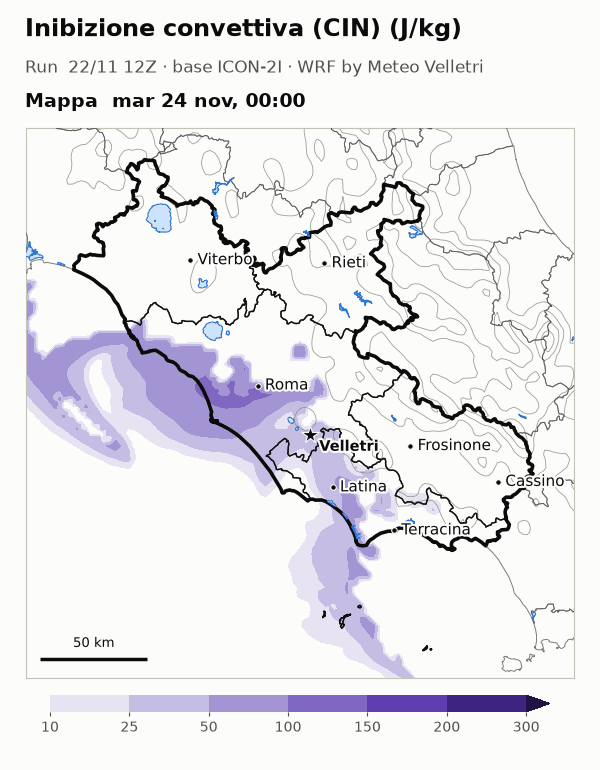 Inibizione convettiva (CIN) (J/kg)
Run  22/11 12Z · base ICON-2I · WRF by Meteo Velletri
Mappa  mar 24 nov, 00:00
Viterbo
Rieti
Roma
Velletri
Frosinone
Latina
Cassino
Terracina
50 km
10 25 50 100 150 200 300